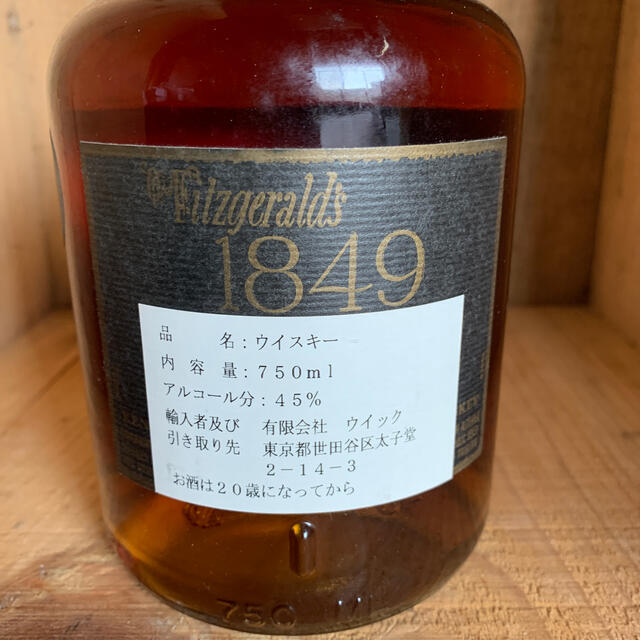 Old Fitzgerald's
1849
品　　名：ウイスキー
内 容 量：750ml
アルコール分：45%
輸入者及び　有限会社　ウイック
引き取り先　東京都世田谷区太子堂
2－14－3
お酒は20歳になってから
750 ML